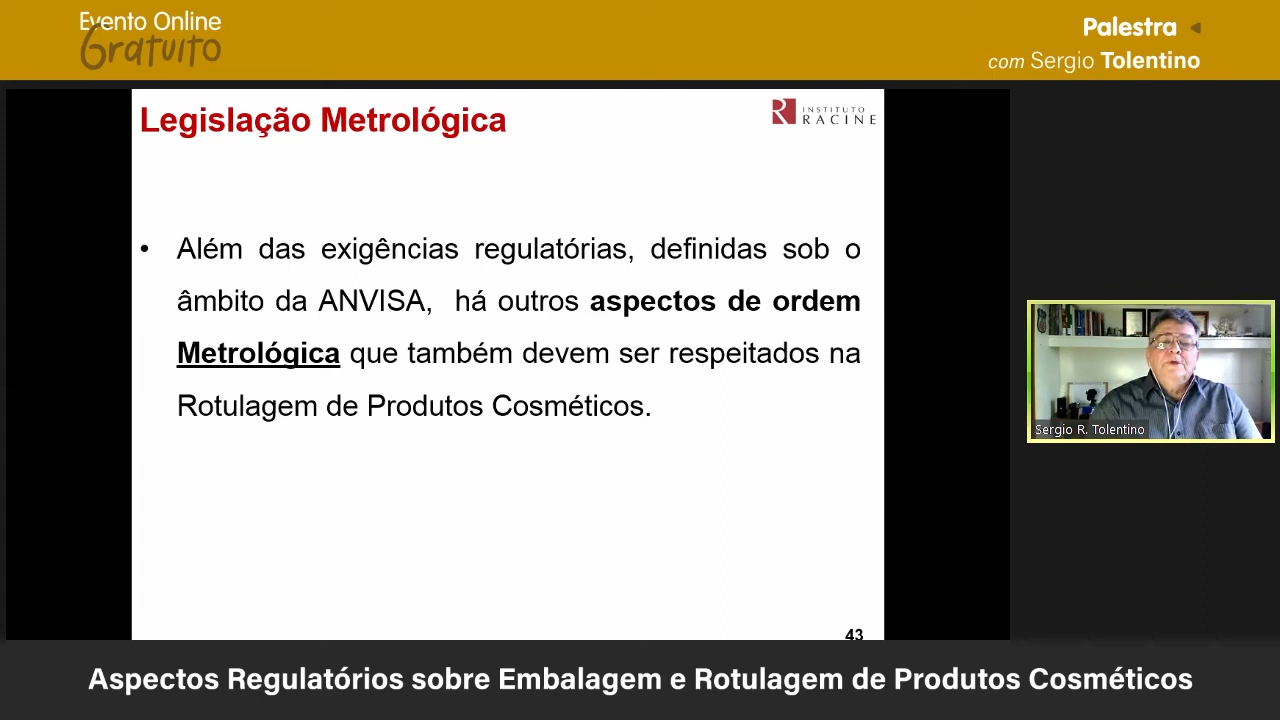 Evento Online
Gratuito
Palestra
com Sergio Tolentino
Legislação Metrológica
INSTITUTO
RACINE
• Além das exigências regulatórias, definidas sob o
âmbito da ANVISA, há outros aspectos de ordem
Metrológica que também devem ser respeitados na
Rotulagem de Produtos Cosméticos.
Sergio R. Tolentino
43
Aspectos Regulatórios sobre Embalagem e Rotulagem de Produtos Cosméticos